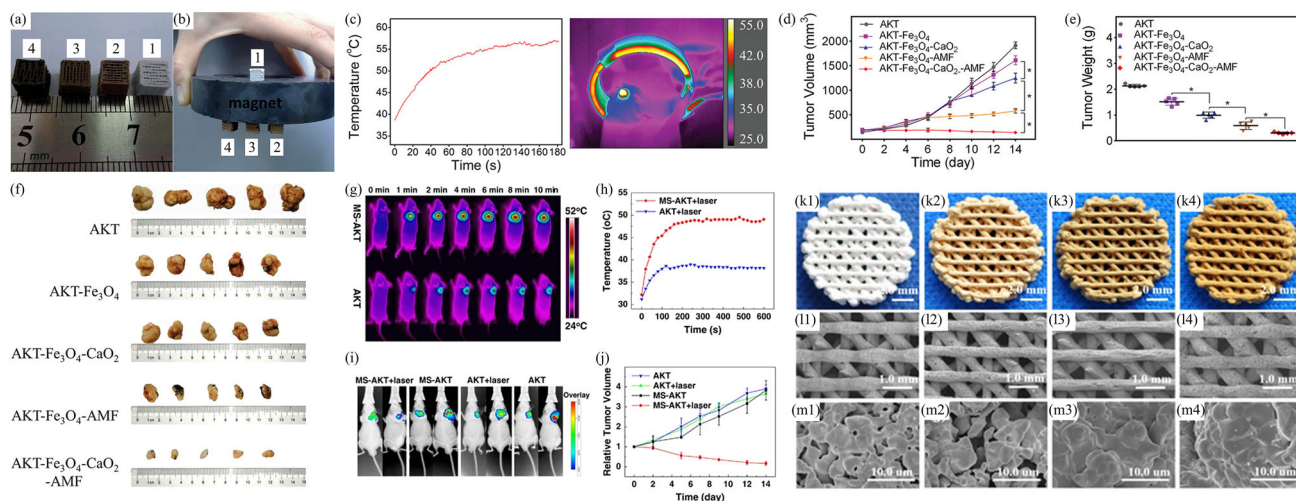 (a)
4
3
2
1
5
6
7
mm
(b)
1
magnet
4
3
2
(c)
Temperature (°C)
60
55
50
45
40
35
0 20 40 60 80 100 120 140 160 180
Time (s)
55.0
42.0
39.0
36.0
33.0
25.0
(d)
Tumor Volume (mm³)
2000
1500
1000
500
AKT
AKT-Fe₃O₄
AKT-Fe₃O₄-CaO₂
AKT-Fe₃O₄-AMF
AKT-Fe₃O₄-CaO₂-AMF
*
*
*
0 2 4 6 8 10 12 14
Time (day)
(e)
Tumor Weight (g)
6
4
2
0
AKT
AKT-Fe₃O₄
AKT-Fe₃O₄-CaO₂
AKT-Fe₃O₄-AMF
AKT-Fe₃O₄-CaO₂-AMF
*
*
*
(f)
AKT
AKT-Fe₃O₄
AKT-Fe₃O₄-CaO₂
AKT-Fe₃O₄-AMF
AKT-Fe₃O₄-CaO₂
-AMF
(g)
0 min 1 min 2 min 4 min 6 min 8 min 10 min
MS-AKT+laser
AKT
52°C
24°C
(h)
Temperature (oC)
55
50
45
40
35
30
MS-AKT+laser
AKT+laser
0 100 200 300 400 500 600
Time (s)
(i)
MS-AKT+laser MS-AKT AKT+laser AKT
Overlay
(j)
Relative Tumor Volume
4
3
2
1
0
AKT
AKT+laser
MS-AKT
MS-AKT+laser
0 2 4 6 8 10 12 14
Time (day)
(k1)
2.0 mm
(k2)
2.0 mm
(k3)
2.0 mm
(k4)
2.0 mm
(l1)
1.0 mm
(l2)
1.0 mm
(l3)
1.0 mm
(l4)
1.0 mm
(m1)
10.0 um
(m2)
10.0 um
(m3)
10.0 um
(m4)
10.0 um